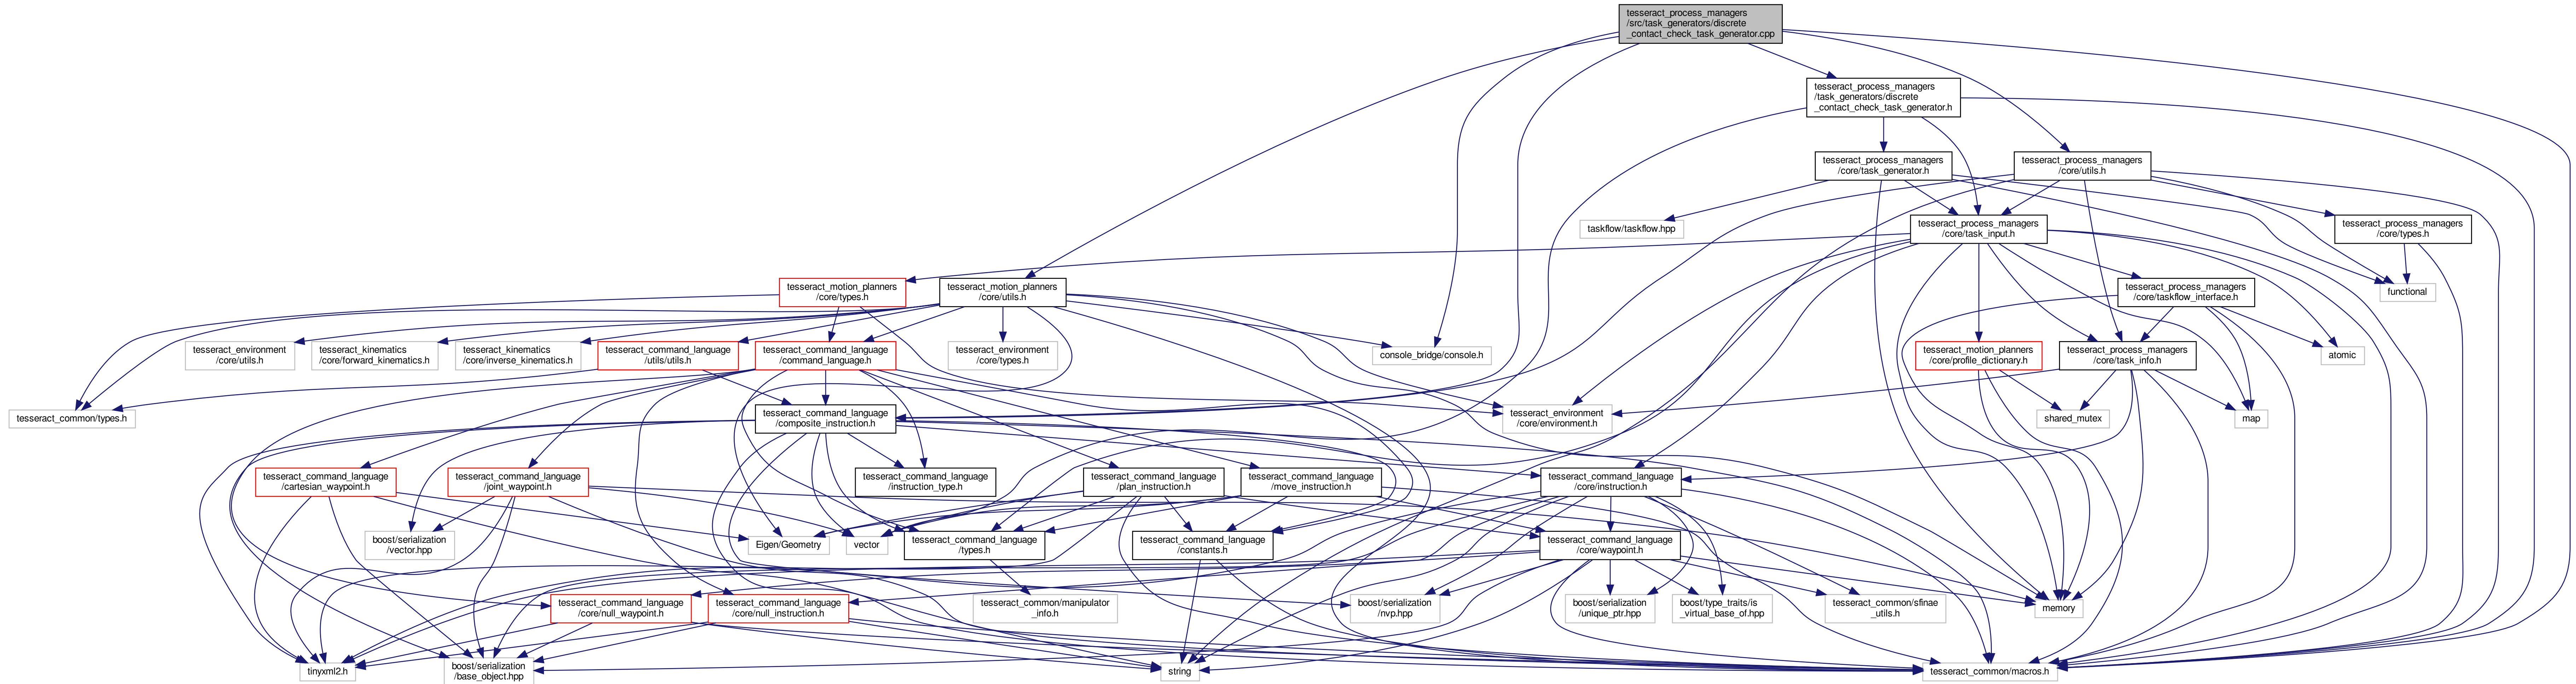 tesseract_process_managers
/src/task_generators/discrete
_contact_check_task_generator.cpp
tesseract_process_managers
/task_generators/discrete
_contact_check_task_generator.h
tesseract_process_managers
/core/task_generator.h
tesseract_process_managers
/core/utils.h
taskflow/taskflow.hpp
tesseract_process_managers
/core/task_input.h
tesseract_process_managers
/core/types.h
tesseract_motion_planners
/core/types.h
tesseract_motion_planners
/core/utils.h
tesseract_process_managers
/core/taskflow_interface.h
functional
tesseract_environment
/core/utils.h
tesseract_kinematics
/core/forward_kinematics.h
tesseract_kinematics
/core/inverse_kinematics.h
tesseract_command_language
/utils/utils.h
tesseract_command_language
/command_language.h
tesseract_environment
/core/types.h
console_bridge/console.h
tesseract_motion_planners
/core/profile_dictionary.h
tesseract_process_managers
/core/task_info.h
atomic
tesseract_common/types.h
tesseract_command_language
/composite_instruction.h
tesseract_environment
/core/environment.h
shared_mutex
map
tesseract_command_language
/cartesian_waypoint.h
tesseract_command_language
/joint_waypoint.h
tesseract_command_language
/instruction_type.h
tesseract_command_language
/plan_instruction.h
tesseract_command_language
/move_instruction.h
tesseract_command_language
/core/instruction.h
boost/serialization
/vector.hpp
Eigen/Geometry
vector
tesseract_command_language
/types.h
tesseract_command_language
/constants.h
tesseract_command_language
/core/waypoint.h
tesseract_command_language
/core/null_waypoint.h
tesseract_command_language
/core/null_instruction.h
tesseract_common/manipulator
_info.h
boost/serialization
/nvp.hpp
boost/serialization
/unique_ptr.hpp
boost/type_traits/is
_virtual_base_of.hpp
tesseract_common/sfinae
_utils.h
memory
tinyxml2.h
boost/serialization
/base_object.hpp
string
tesseract_common/macros.h